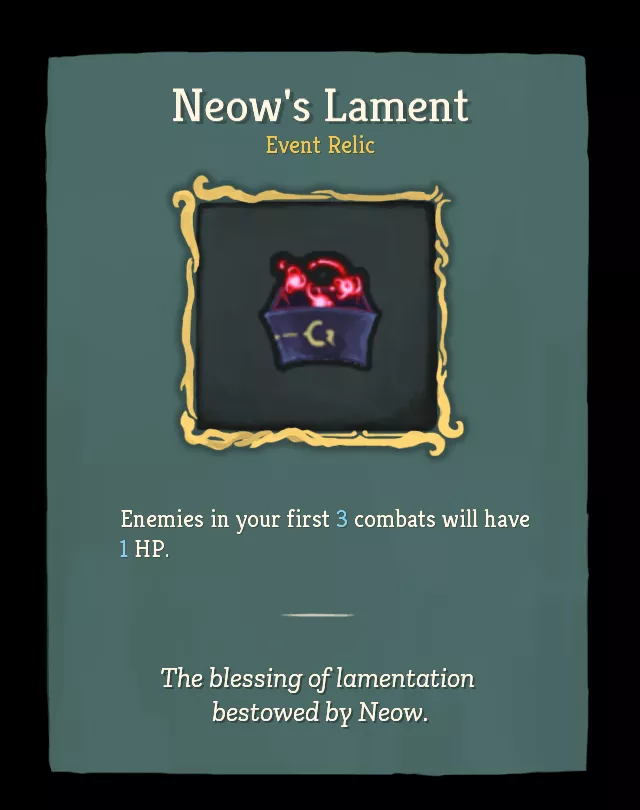 Neow's Lament
Event Relic
Enemies in your first 3 combats will have
1 HP.
The blessing of lamentation
bestowed by Neow.